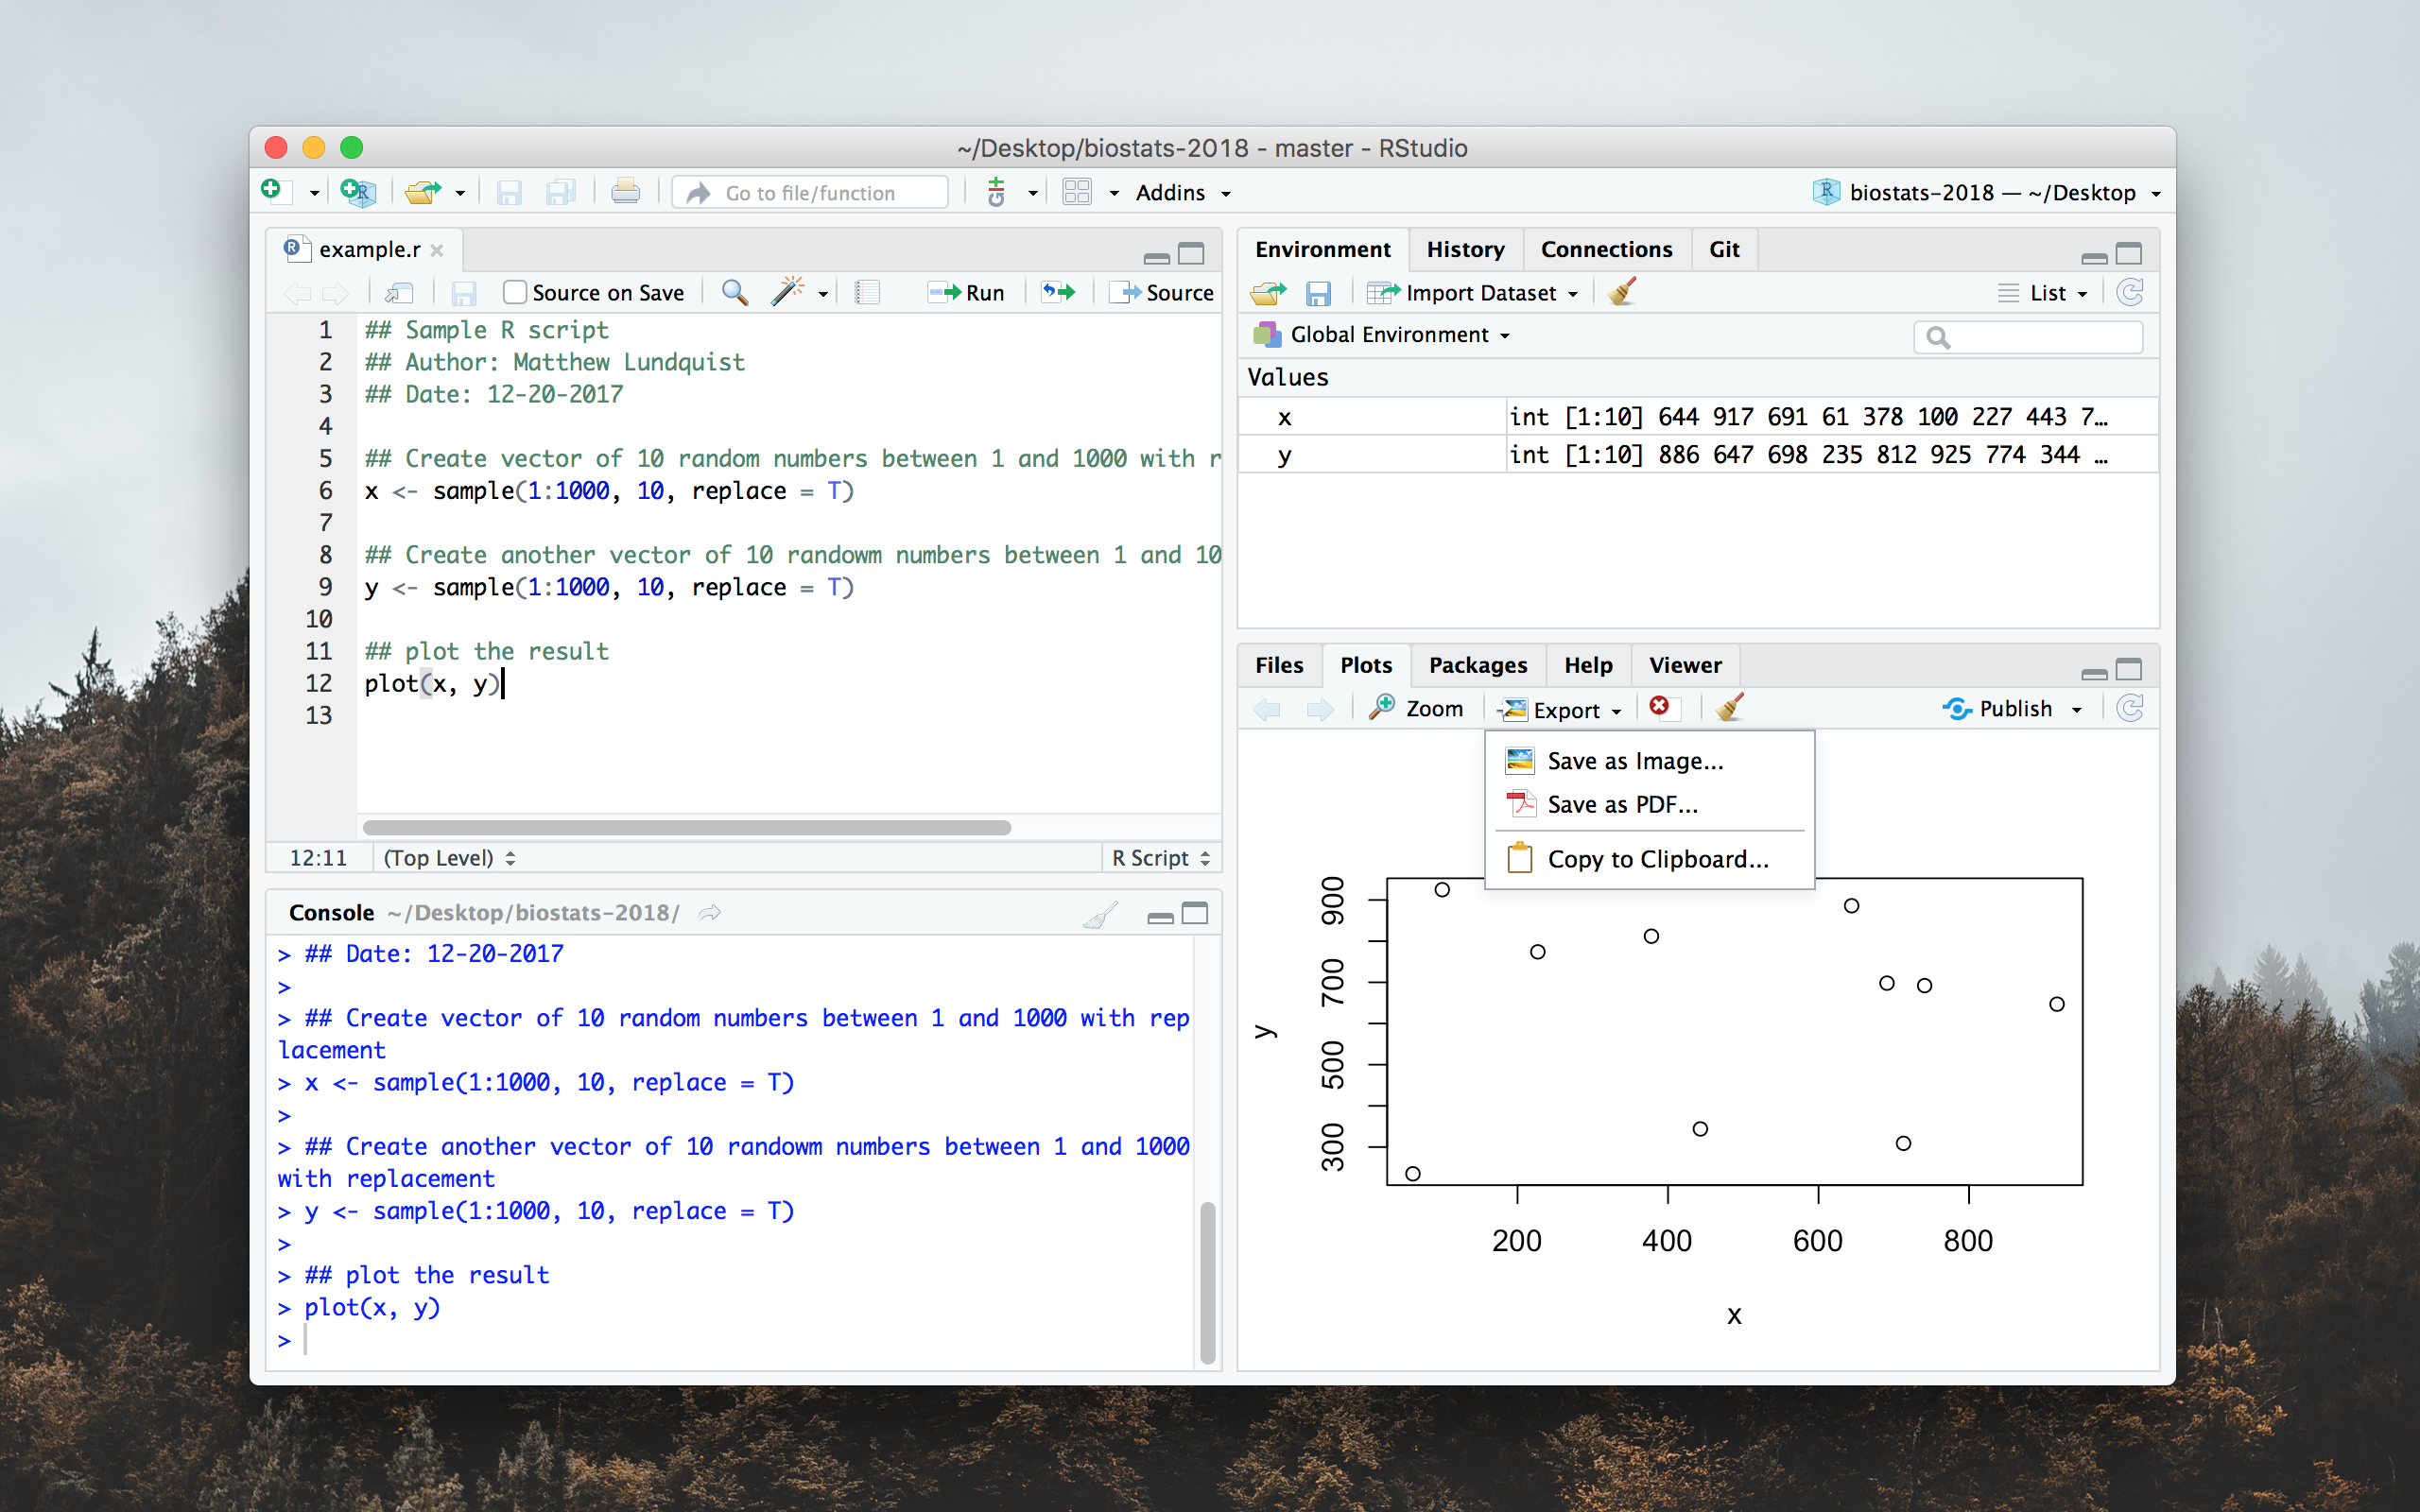 ~/Desktop/biostats-2018 - master - RStudio
Go to file/function
Addins
biostats-2018 — ~/Desktop
example.r
Source on Save
Run
Source
1 ## Sample R script
2 ## Author: Matthew Lundquist
3 ## Date: 12-20-2017
4
5 ## Create vector of 10 random numbers between 1 and 1000 with r
6 x <- sample(1:1000, 10, replace = T)
7
8 ## Create another vector of 10 randowm numbers between 1 and 10
9 y <- sample(1:1000, 10, replace = T)
10
11 ## plot the result
12 plot(x, y)
13
12:11 (Top Level) R Script
Console ~/Desktop/biostats-2018/
> ## Date: 12-20-2017
>
> ## Create vector of 10 random numbers between 1 and 1000 with rep
lacement
> x <- sample(1:1000, 10, replace = T)
>
> ## Create another vector of 10 randowm numbers between 1 and 1000
with replacement
> y <- sample(1:1000, 10, replace = T)
>
> ## plot the result
> plot(x, y)
>
Environment History Connections Git
Import Dataset List
Global Environment
Values
x int [1:10] 644 917 691 61 378 100 227 443 7…
y int [1:10] 886 647 698 235 812 925 774 344 …
Files Plots Packages Help Viewer
Zoom Export Publish
Save as Image...
Save as PDF...
Copy to Clipboard...
900
700
500
300
y
200 400 600 800
x